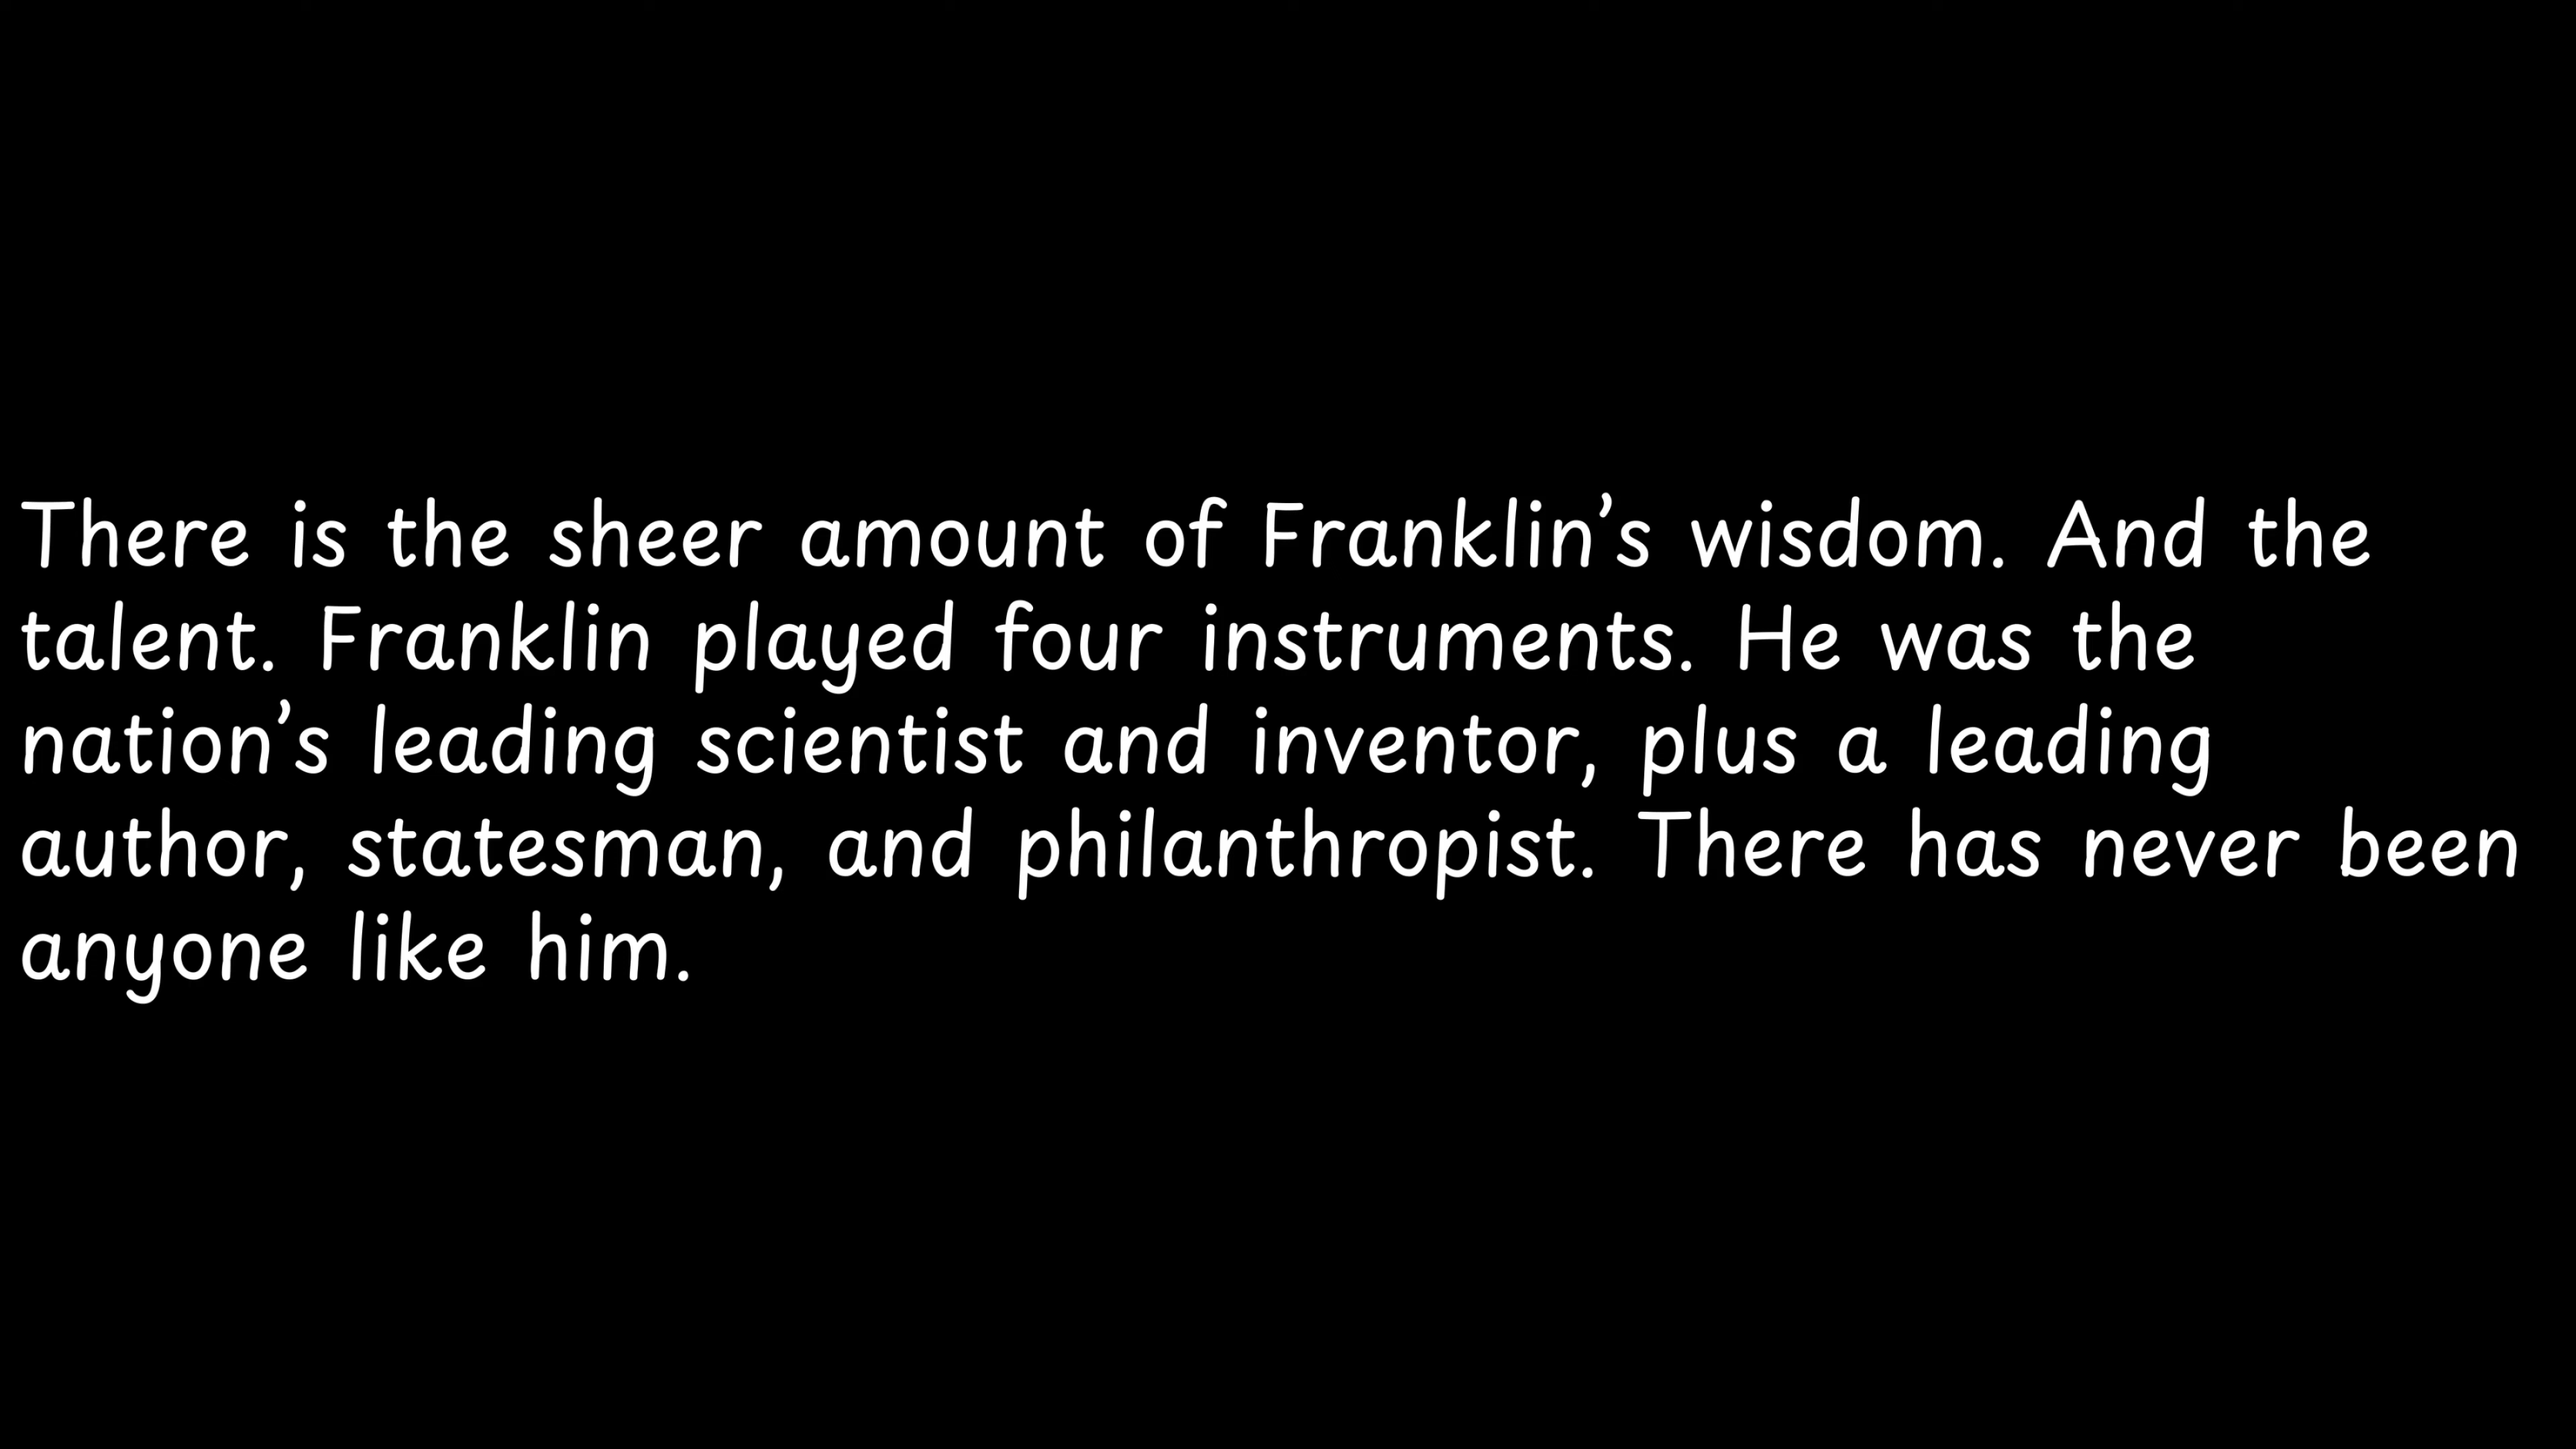 There is the sheer amount of Franklin’s wisdom. And the
talent. Franklin played four instruments. He was the
nation’s leading scientist and inventor, plus a leading
author, statesman, and philanthropist. There has never been
anyone like him.